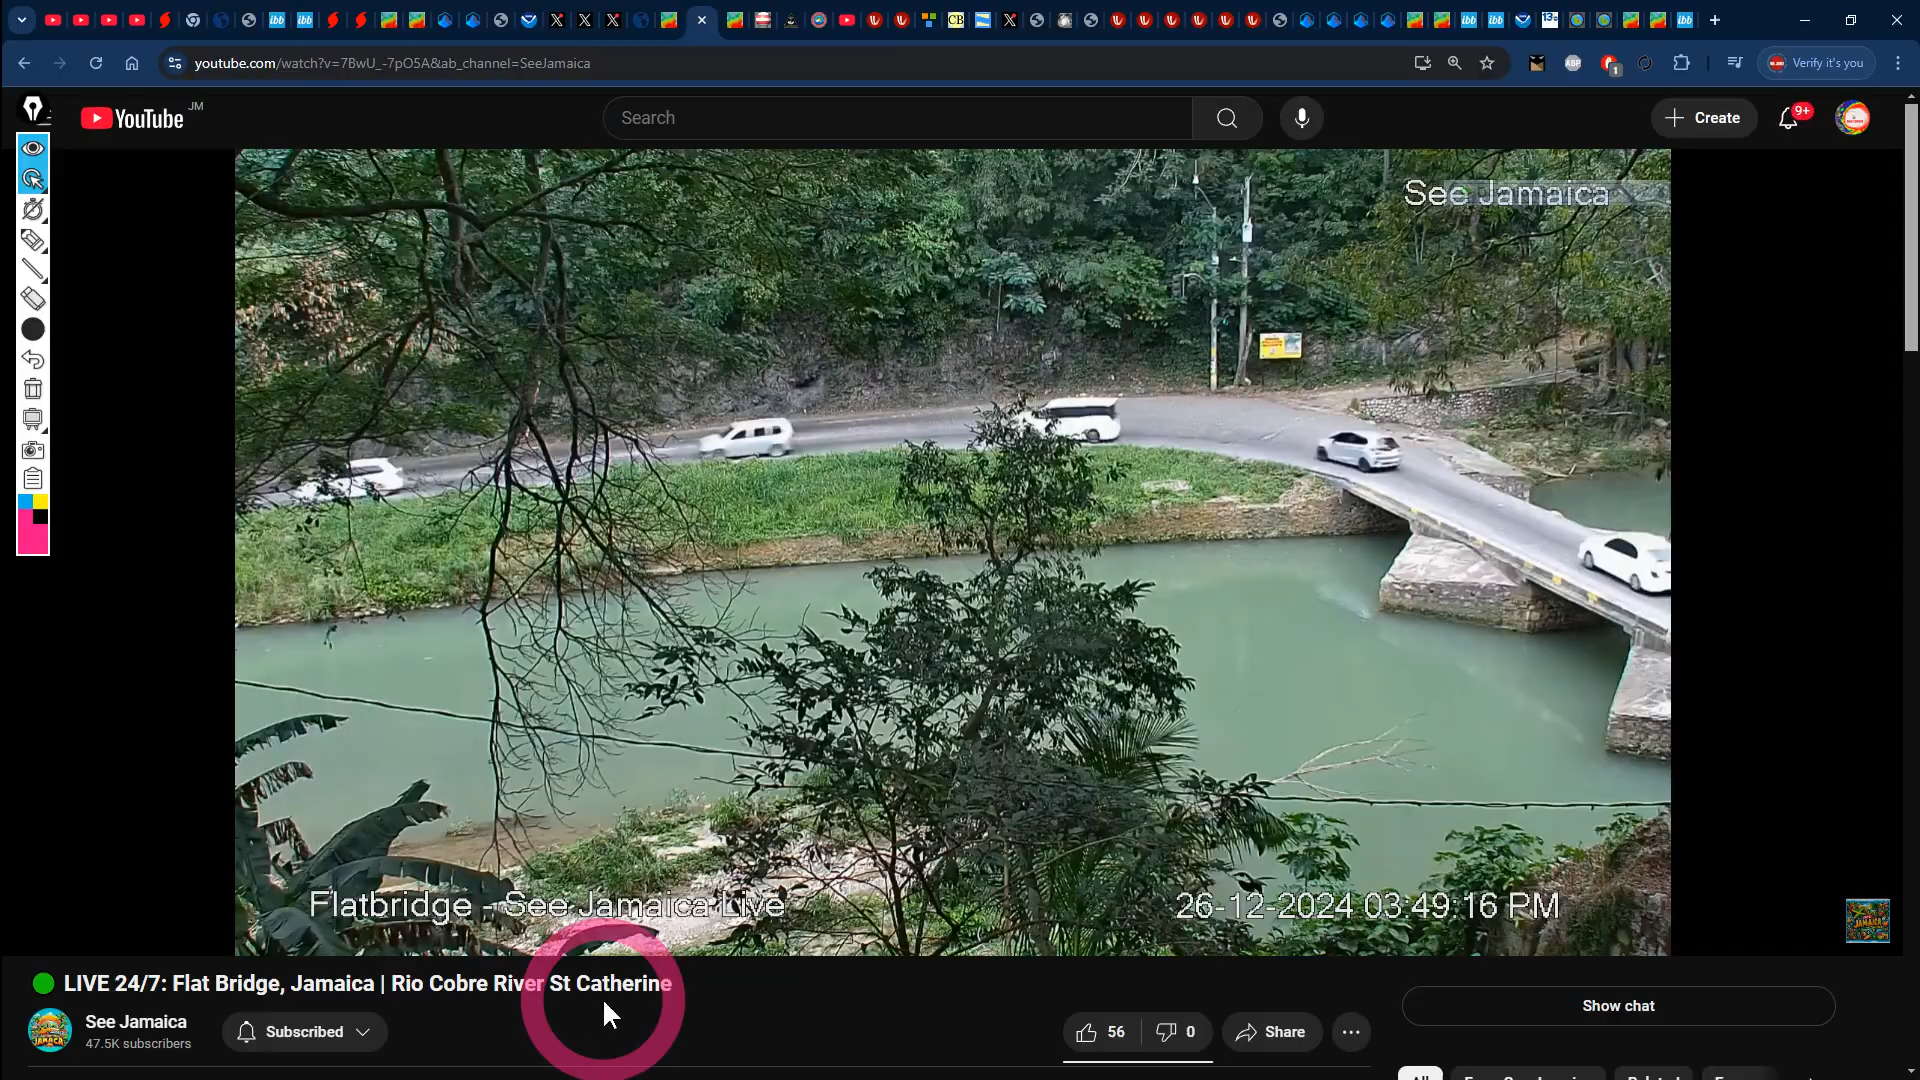 youtube.com/watch?v=7BwU_-7pO5A&ab_channel=SeeJamaica
1
Verify it's you
YouTube JM
Search
Create
9+
See Jamaica
Flatbridge - See Jamaica Live
26-12-2024 03:49:16 PM
LIVE 24/7: Flat Bridge, Jamaica | Rio Cobre River St Catherine
See Jamaica
47.5K subscribers
Subscribed
56
0
Share
Show chat